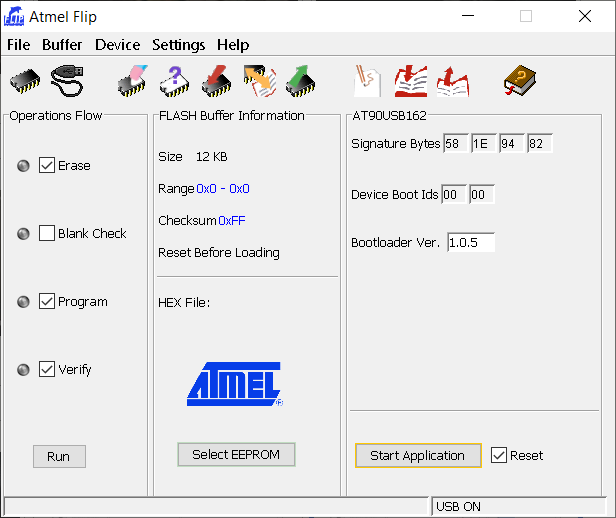 FLIP Atmel Flip
File Buffer Device Settings Help
Operations Flow
Erase
Blank Check
Program
Verify
Run
FLASH Buffer Information
Size 12 KB
Range 0x0 - 0x0
Checksum 0xFF
Reset Before Loading
HEX File:
ATMEL®
Select EEPROM
AT90USB162
Signature Bytes 58 1E 94 82
Device Boot Ids 00 00
Bootloader Ver. 1.0.5
Start Application Reset
USB ON